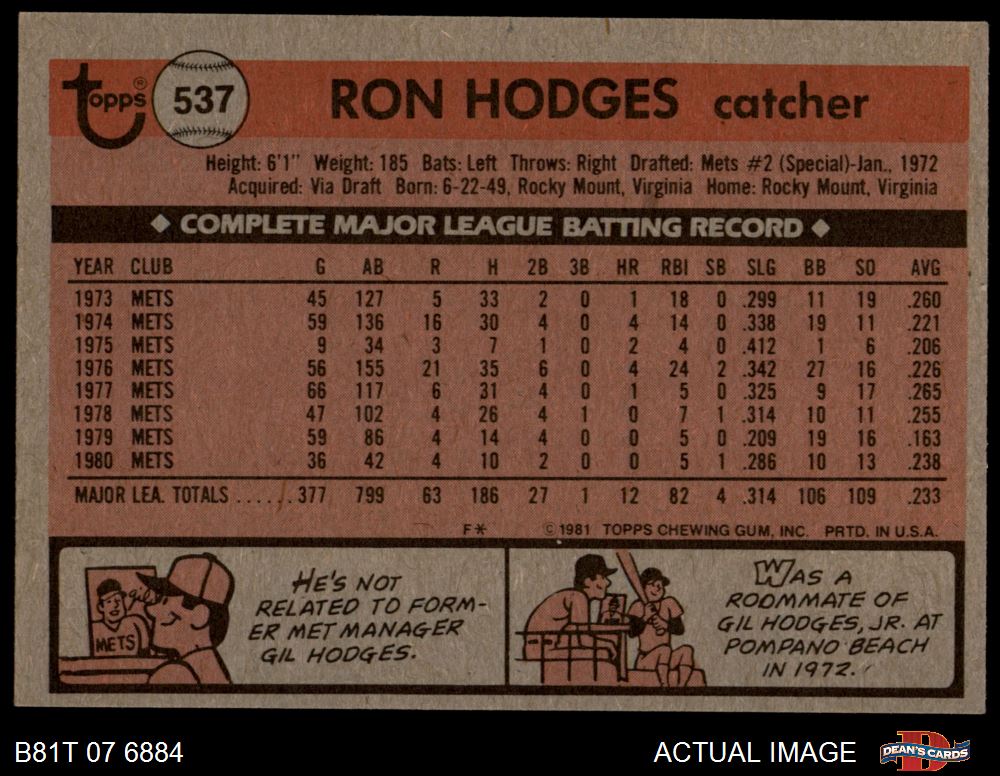 Topps® 537 RON HODGES catcher
Height: 6'1" Weight: 185 Bats: Left Throws: Right Drafted: Mets #2 (Special)-Jan., 1972
Acquired: Via Draft Born: 6-22-49, Rocky Mount, Virginia Home: Rocky Mount, Virginia
◆ COMPLETE MAJOR LEAGUE BATTING RECORD ◆
YEAR CLUB G AB R H 2B 3B HR RBI SB SLG BB SO AVG
1973 METS 45 127 5 33 2 0 1 18 0 .299 11 19 .260
1974 METS 59 136 16 30 4 0 4 14 0 .338 19 11 .221
1975 METS 9 34 3 7 1 0 2 4 0 .412 1 6 .206
1976 METS 56 155 21 35 6 0 4 24 2 .342 27 16 .226
1977 METS 66 117 6 31 4 0 1 5 0 .325 9 17 .265
1978 METS 47 102 4 26 4 1 0 7 1 .314 10 11 .255
1979 METS 59 86 4 14 4 0 0 5 0 .209 19 16 .163
1980 METS 36 42 4 10 2 0 0 5 1 .286 10 13 .238
MAJOR LEA. TOTALS ......377 799 63 186 27 1 12 82 4 .314 106 109 .233
F* © 1981 TOPPS CHEWING GUM, INC. PRTD. IN U.S.A.
gil
METS
HE'S NOT
RELATED TO FORM-
ER MET MANAGER
GIL HODGES.
WAS A
ROOMMATE OF
GIL HODGES, JR. AT
POMPANO BEACH
IN 1972.
B81T 07 6884 ACTUAL IMAGE DEAN'S CARDS